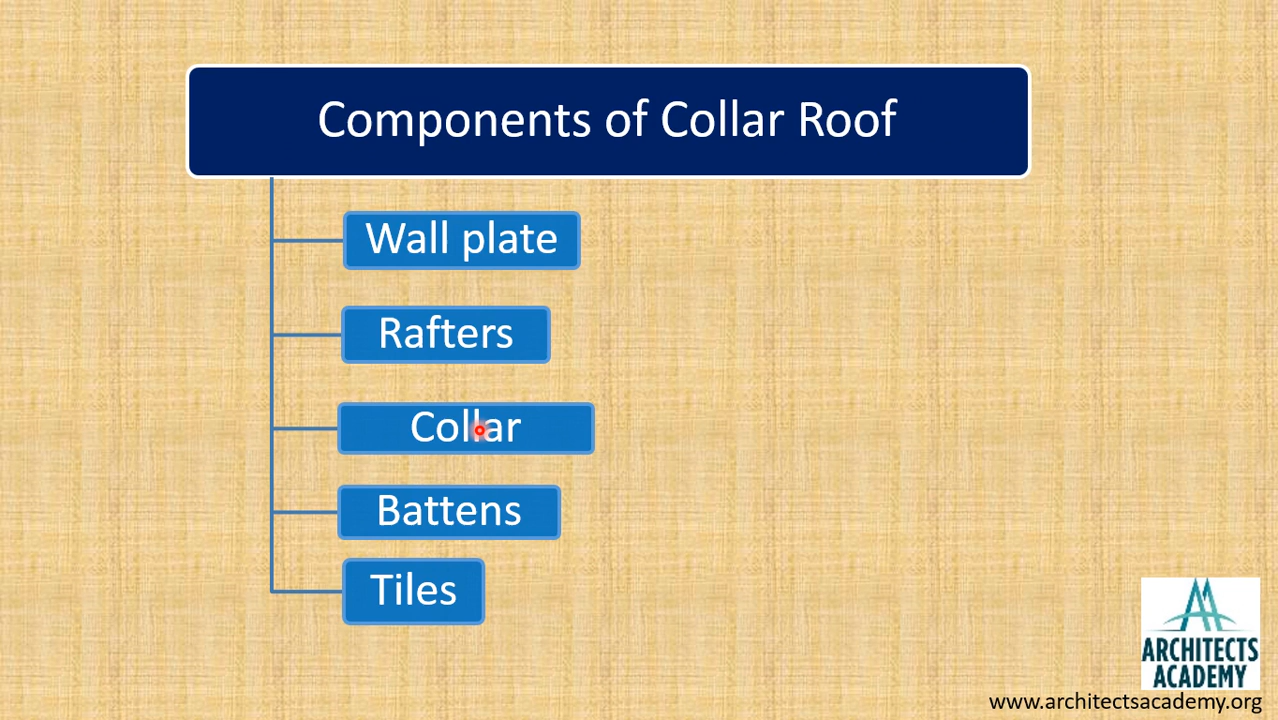 Components of Collar Roof
Wall plate
Rafters
Collar
Battens
Tiles
ARCHITECTS
ACADEMY
www.architectsacademy.org